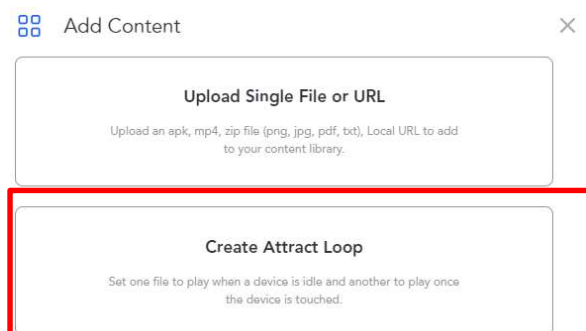 Add Content
Upload Single File or URL
Upload an apk, mp4, zip file (png, jpg, pdf, txt), Local URL to add
to your content library.
Create Attract Loop
Set one file to play when a device is idle and another to play once
the device is touched.